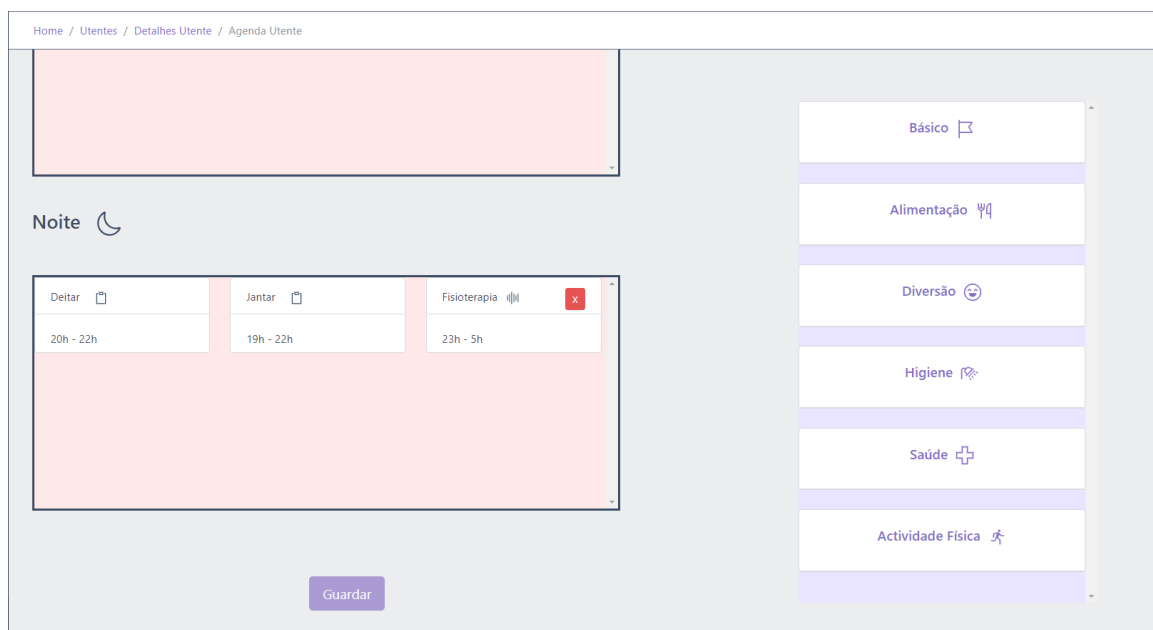 Home / Utentes / Detalhes Utente / Agenda Utente
Noite
Deitar
20h - 22h
Jantar
19h - 22h
Fisioterapia
x
23h - 5h
Guardar
Básico
Alimentação
Diversão
Higiene
Saúde
Actividade Física